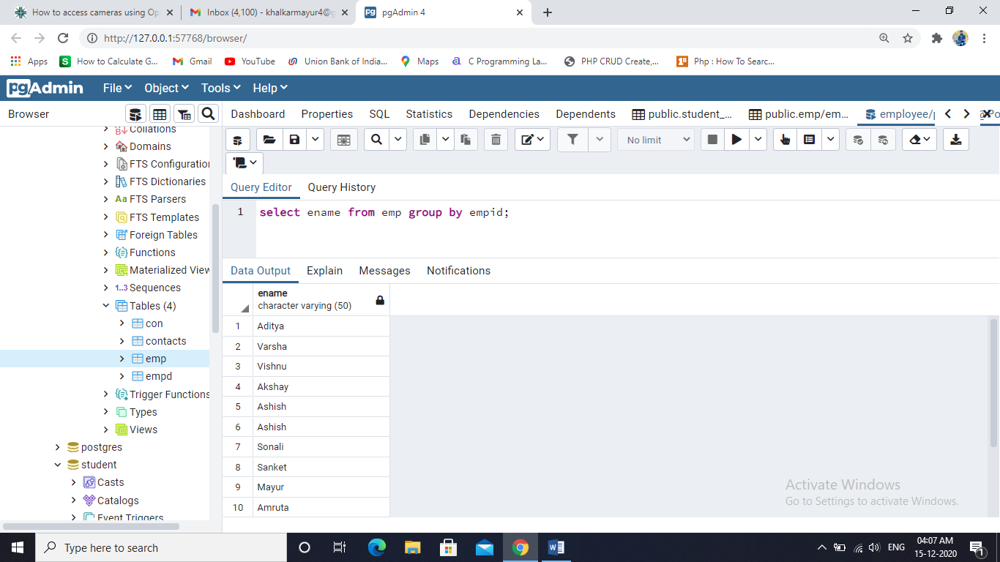 How to access cameras using Op
Inbox (4,100) - khalkarmayur4@g
pgAdmin 4
http://127.0.0.1:57768/browser/
Apps
How to Calculate G...
Gmail
YouTube
Union Bank of India...
Maps
C Programming La...
PHP CRUD Create,...
Php : How To Searc...
pgAdmin
File
Object
Tools
Help
Browser
Dashboard
Properties
SQL
Statistics
Dependencies
Dependents
public.student_...
public.emp/em...
employee/
Collations
Domains
FTS Configuration
FTS Dictionaries
Aa FTS Parsers
FTS Templates
Foreign Tables
Functions
Materialized View
1..3 Sequences
Tables (4)
con
contacts
emp
empd
Trigger Functions
Types
Views
postgres
student
Casts
Catalogs
Event Triggers
No limit
Query Editor
Query History
1 select ename from emp group by empid;
Data Output
Explain
Messages
Notifications
ename
character varying (50)
1 Aditya
2 Varsha
3 Vishnu
4 Akshay
5 Ashish
6 Ashish
7 Sonali
8 Sanket
9 Mayur
10 Amruta
Activate Windows
Go to Settings to activate Windows.
Type here to search
ENG
04:07 AM
15-12-2020
1